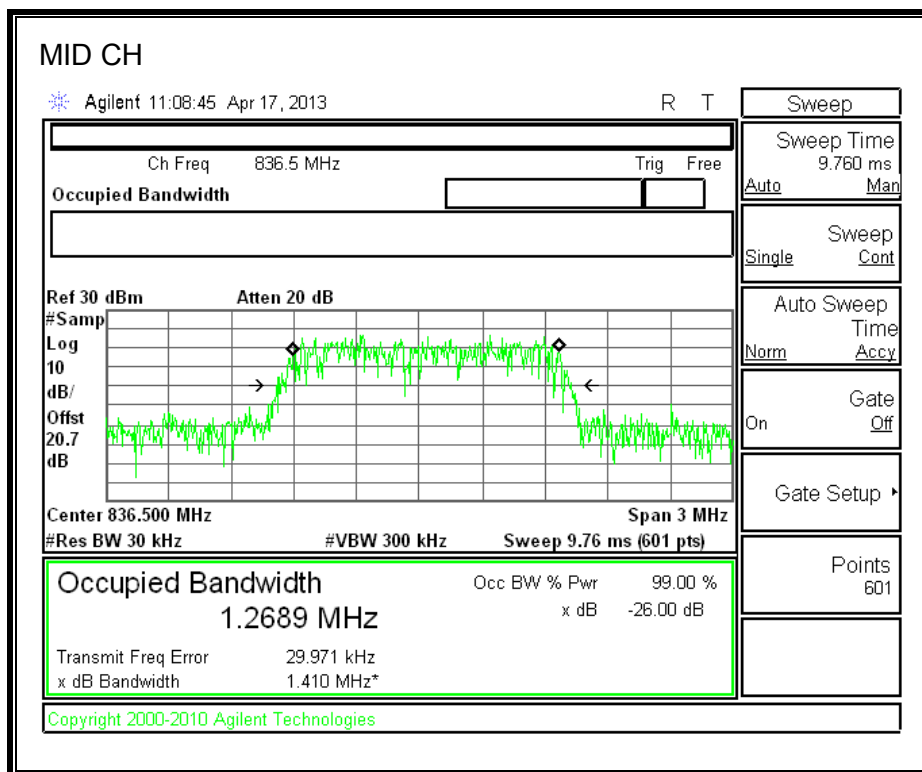 MID CH
Agilent 11:08:45 Apr 17, 2013 R T
Ch Freq 836.5 MHz Trig Free
Occupied Bandwidth
Ref 30 dBm Atten 20 dB
#Samp
Log
10
dB/
Offst
20.7
dB
Center 836.500 MHz Span 3 MHz
#Res BW 30 kHz #VBW 300 kHz Sweep 9.76 ms (601 pts)
Occupied Bandwidth Occ BW % Pwr 99.00 %
1.2689 MHz x dB -26.00 dB
Transmit Freq Error 29.971 kHz
x dB Bandwidth 1.410 MHz*
Copyright 2000-2010 Agilent Technologies
Sweep
Sweep Time
9.760 ms
Auto Man
Sweep
Single Cont
Auto Sweep
Time
Norm Accy
Gate
On Off
Gate Setup
Points
601